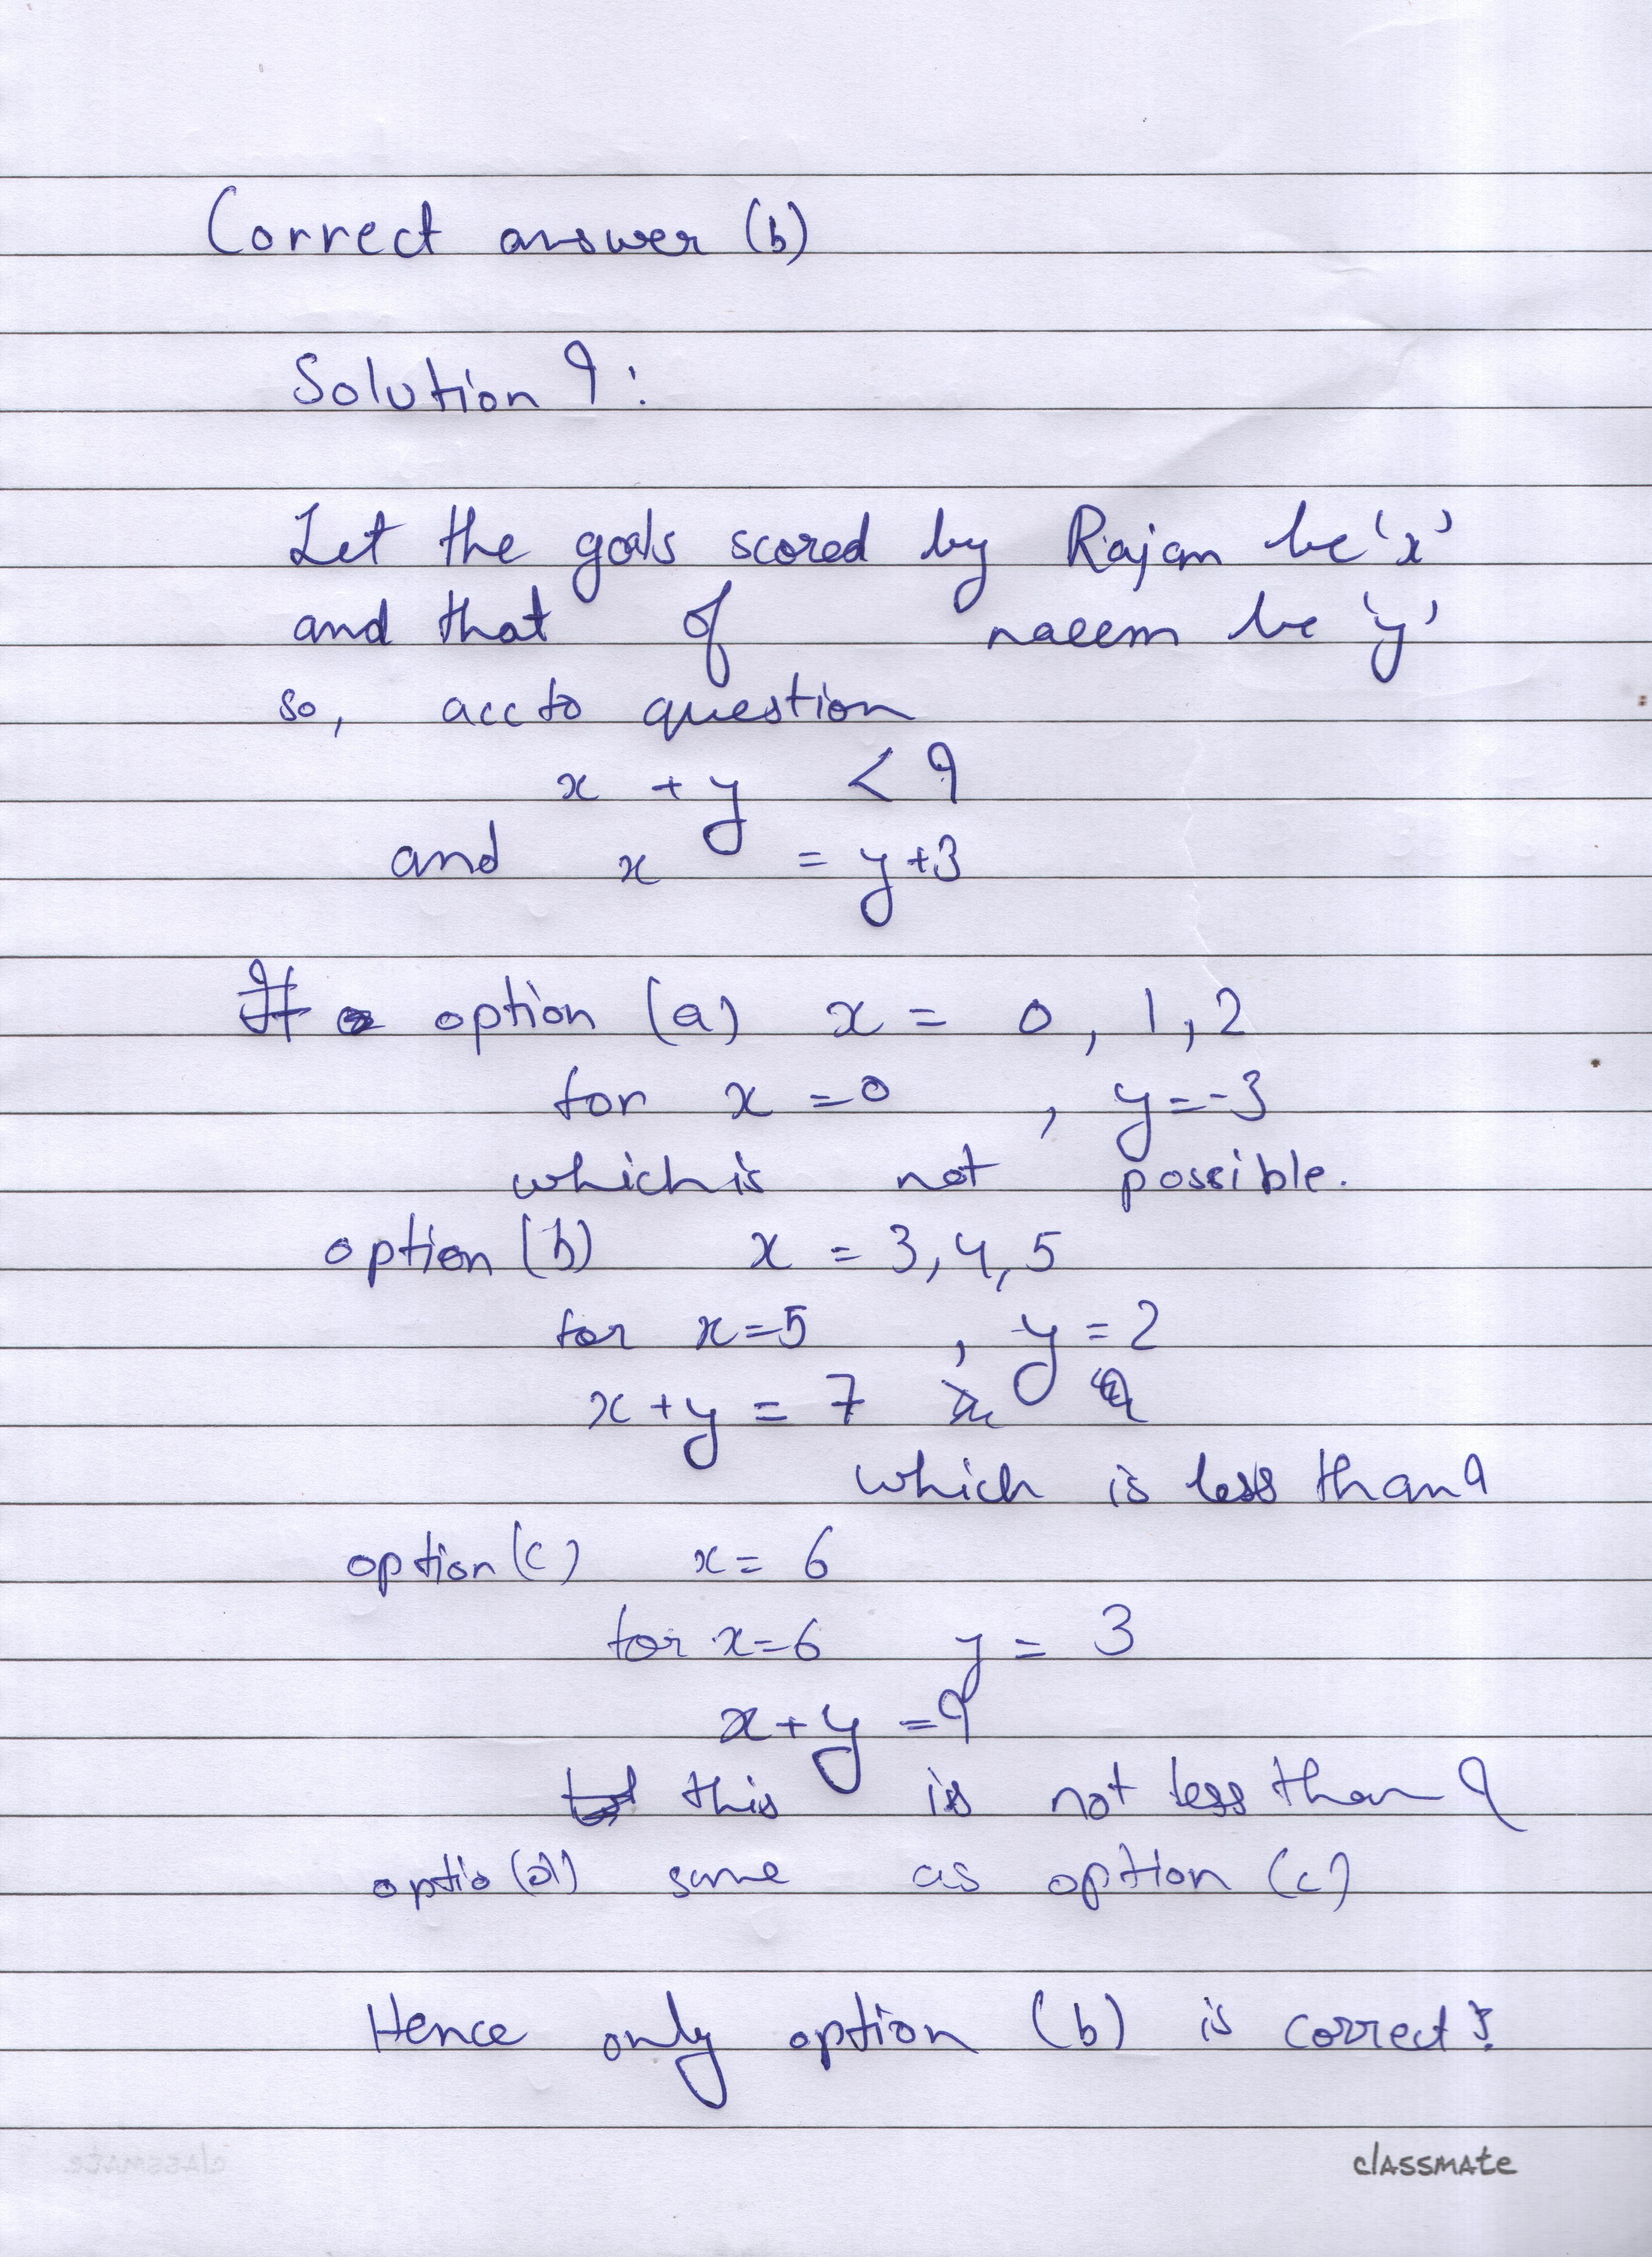 Correct answer (b)
Solution 9:
Let the goals scored by Rajan be 'x'
and that of naeem be 'y'
so, acc to question
x + y < 9
and x = y+3
If option (a) x = 0, 1, 2
for x = 0, y = -3
which is not possible.
option (b) x = 3, 4, 5
for x = 5, y = 2
x + y = 7
which is less than 9
option (c) x = 6
for x = 6 y = 3
x + y = 9
this is not less than 9
optio (d) same as option (c)
Hence only option (b) is correct
classmate